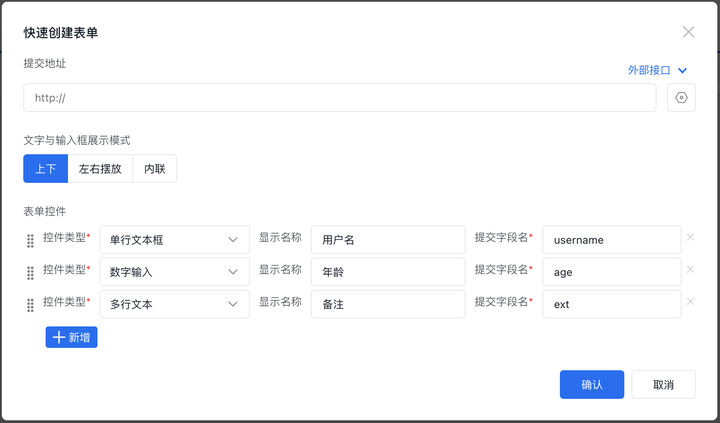 快速创建表单
提交地址
外部接口
http://
文字与输入框展示模式
上下 左右摆放 内联
表单控件
控件类型* 单行文本框 显示名称 用户名 提交字段名* username
控件类型* 数字输入 显示名称 年龄 提交字段名* age
控件类型* 多行文本 显示名称 备注 提交字段名* ext
新增
确认 取消